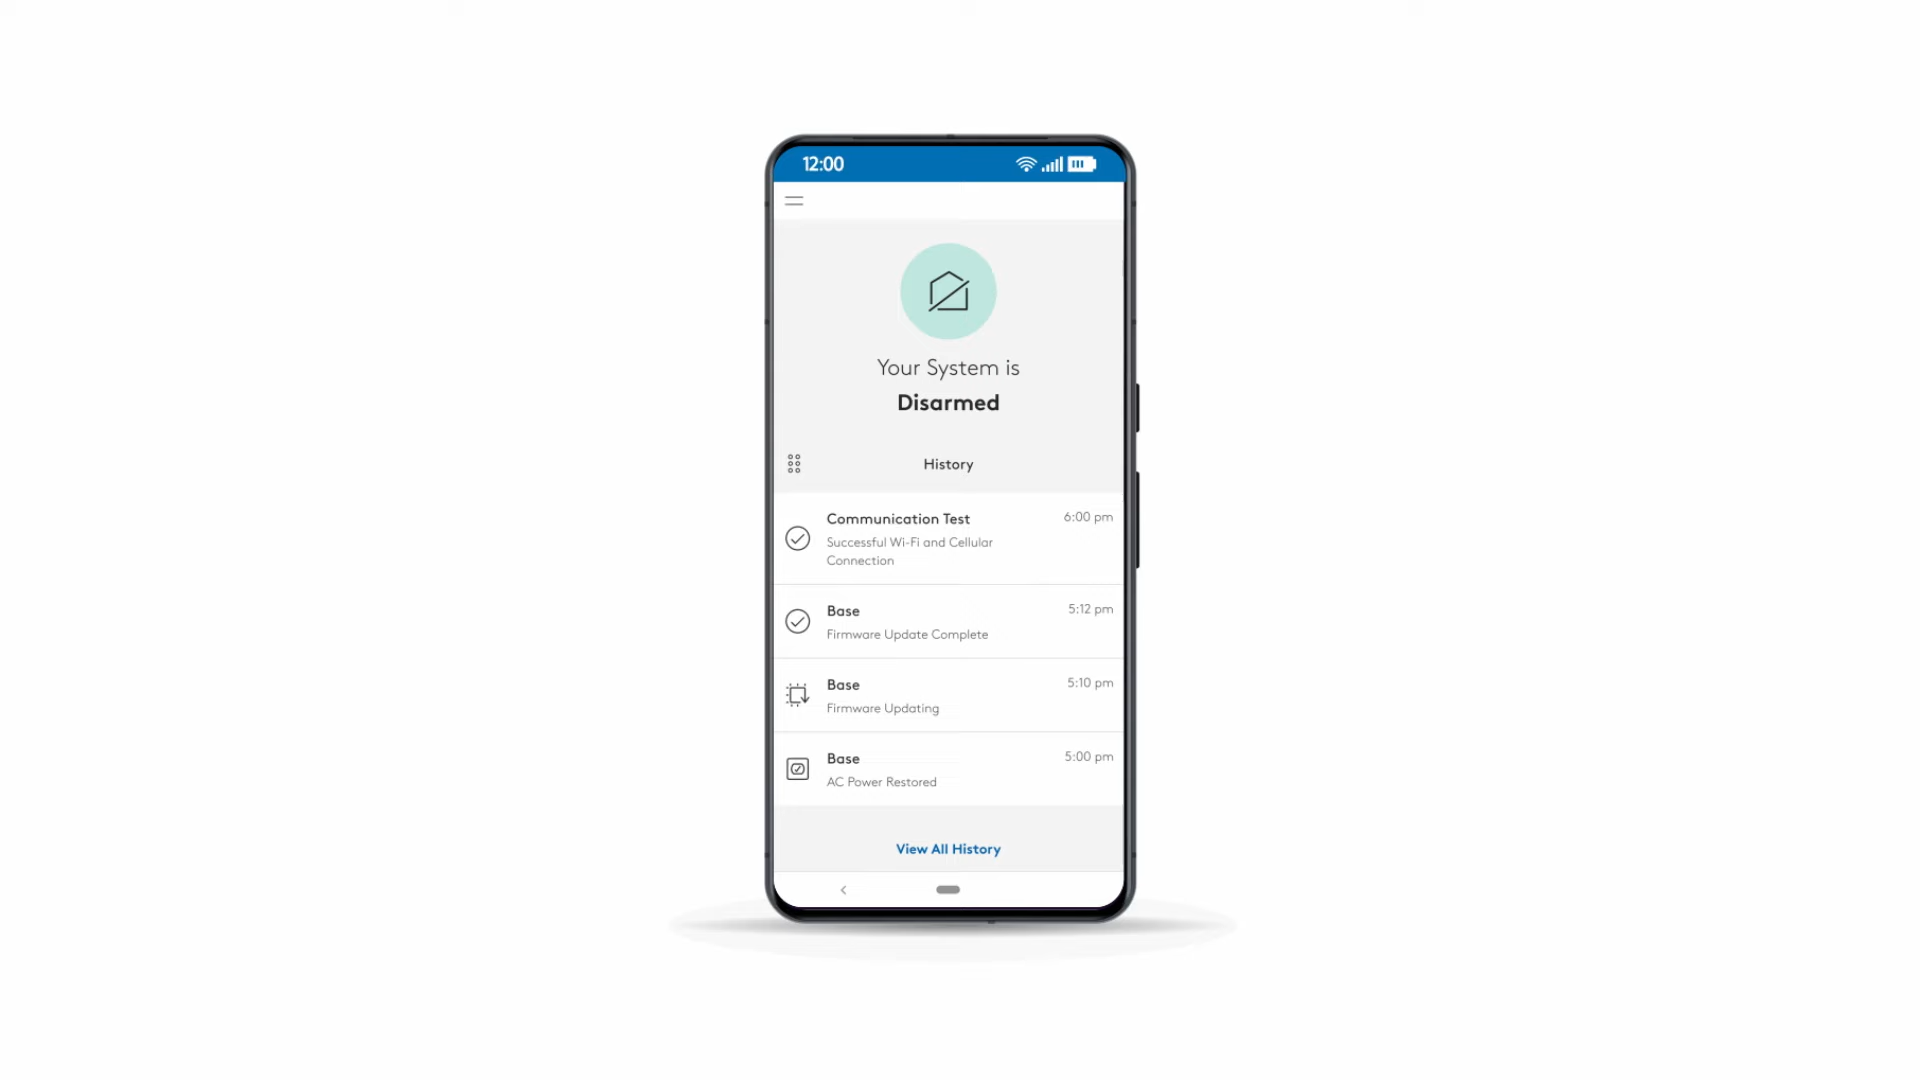 12:00
Your System is
Disarmed
History
Communication Test
6:00 pm
Successful Wi-Fi and Cellular
Connection
Base
5:12 pm
Firmware Update Complete
Base
5:10 pm
Firmware Updating
Base
5:00 pm
AC Power Restored
View All History